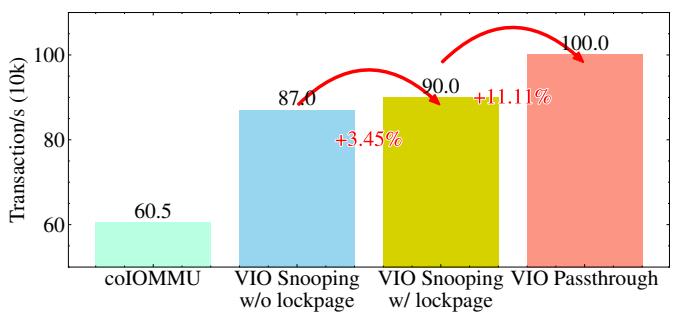 Transaction/s (10k)
100
80
60
60.5
87.0
90.0
100.0
+3.45%
+11.11%
coIOMMU
VIO Snooping
w/o lockpage
VIO Snooping
w/ lockpage
VIO Passthrough